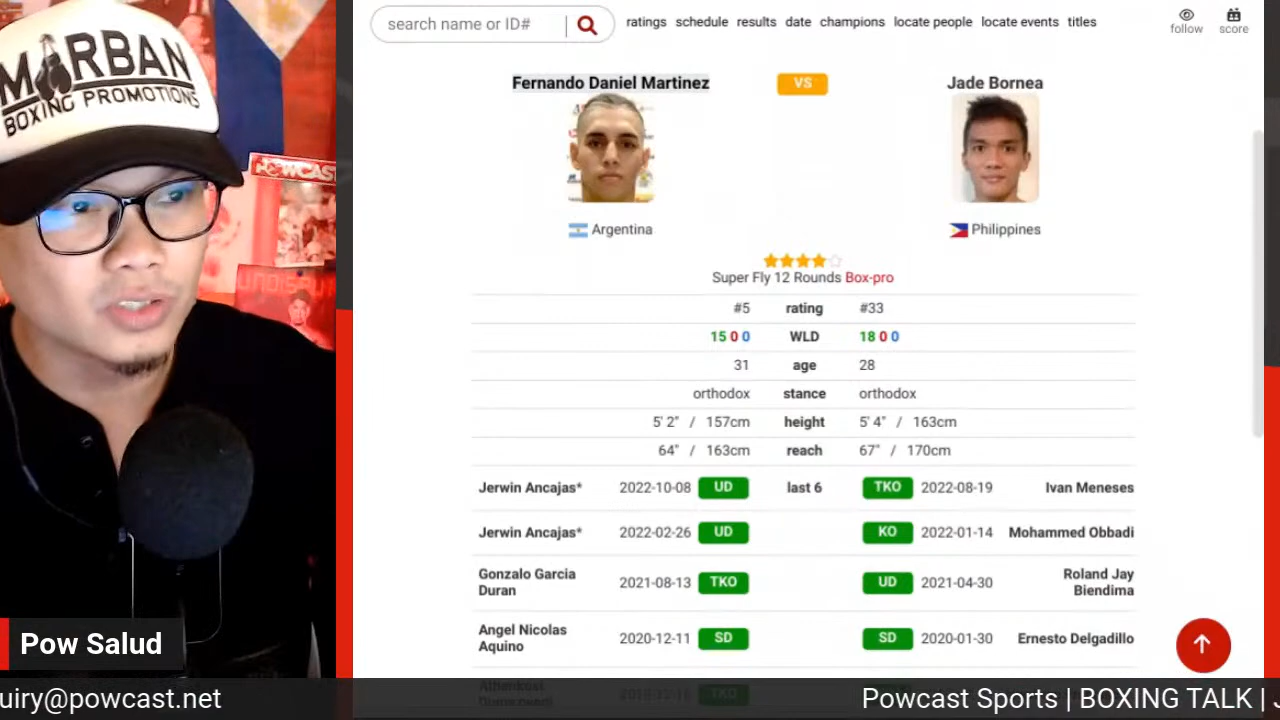 MARBAN
BOXING PROMOTIONS
POWCAST
search name or ID#
ratings schedule results date champions locate people locate events titles
follow
score
Fernando Daniel Martinez VS Jade Bornea
Argentina
Philippines
Super Fly 12 Rounds Box-pro
#5 rating #33
15 0 0 WLD 18 0 0
31 age 28
orthodox stance orthodox
5' 2" / 157cm height 5' 4" / 163cm
64" / 163cm reach 67" / 170cm
Jerwin Ancajas* 2022-10-08 UD last 6 TKO 2022-08-19 Ivan Meneses
Jerwin Ancajas* 2022-02-26 UD KO 2022-01-14 Mohammed Obbadi
Gonzalo Garcia Duran 2021-08-13 TKO UD 2021-04-30 Roland Jay Biendima
Angel Nicolas Aquino 2020-12-11 SD SD 2020-01-30 Ernesto Delgadillo
Pow Salud
uiry@powcast.net
Powcast Sports | BOXING TALK |